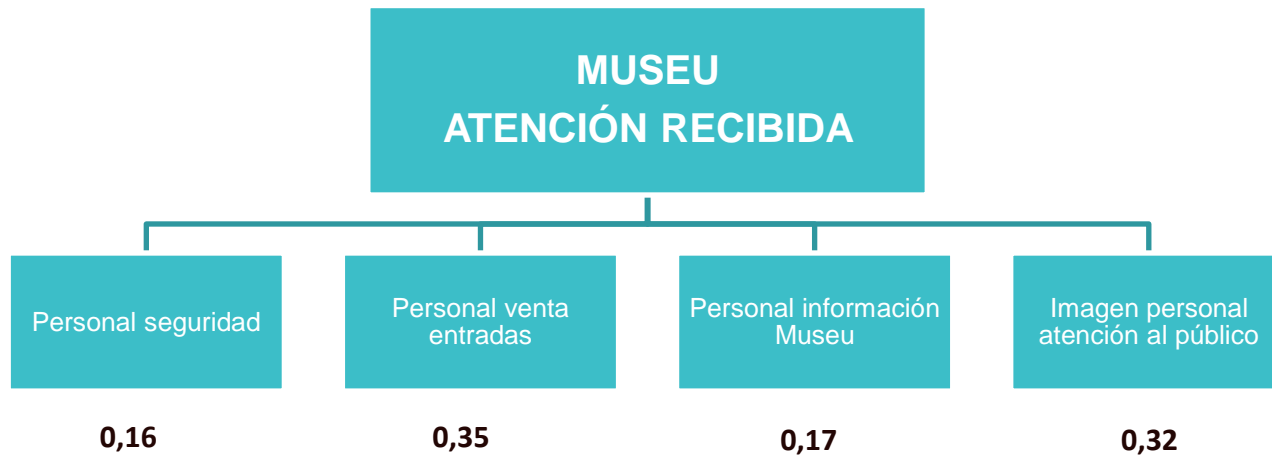 MUSEU
ATENCIÓN RECIBIDA
Personal seguridad
Personal venta
entradas
Personal información
Museu
Imagen personal
atención al público
0,16
0,35
0,17
0,32